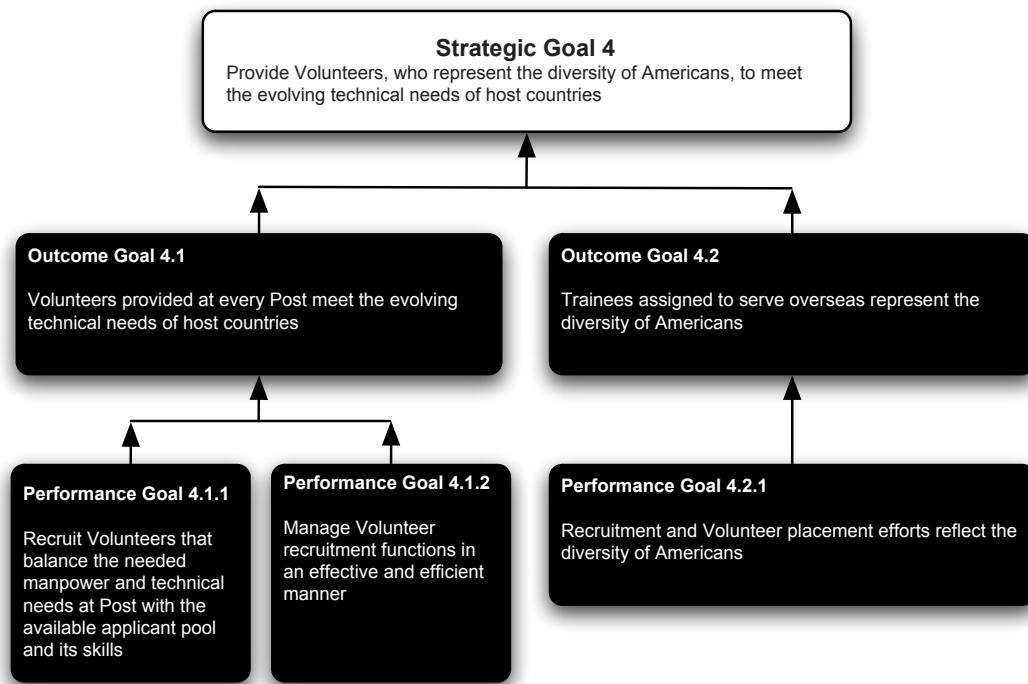 Strategic Goal 4
Provide Volunteers, who represent the diversity of Americans, to meet
the evolving technical needs of host countries
Outcome Goal 4.1
Volunteers provided at every Post meet the evolving
technical needs of host countries
Outcome Goal 4.2
Trainees assigned to serve overseas represent the
diversity of Americans
Performance Goal 4.1.1
Recruit Volunteers that
balance the needed
manpower and technical
needs at Post with the
available applicant pool
and its skills
Performance Goal 4.1.2
Manage Volunteer
recruitment functions in
an effective and efficient
manner
Performance Goal 4.2.1
Recruitment and Volunteer placement efforts reflect the
diversity of Americans